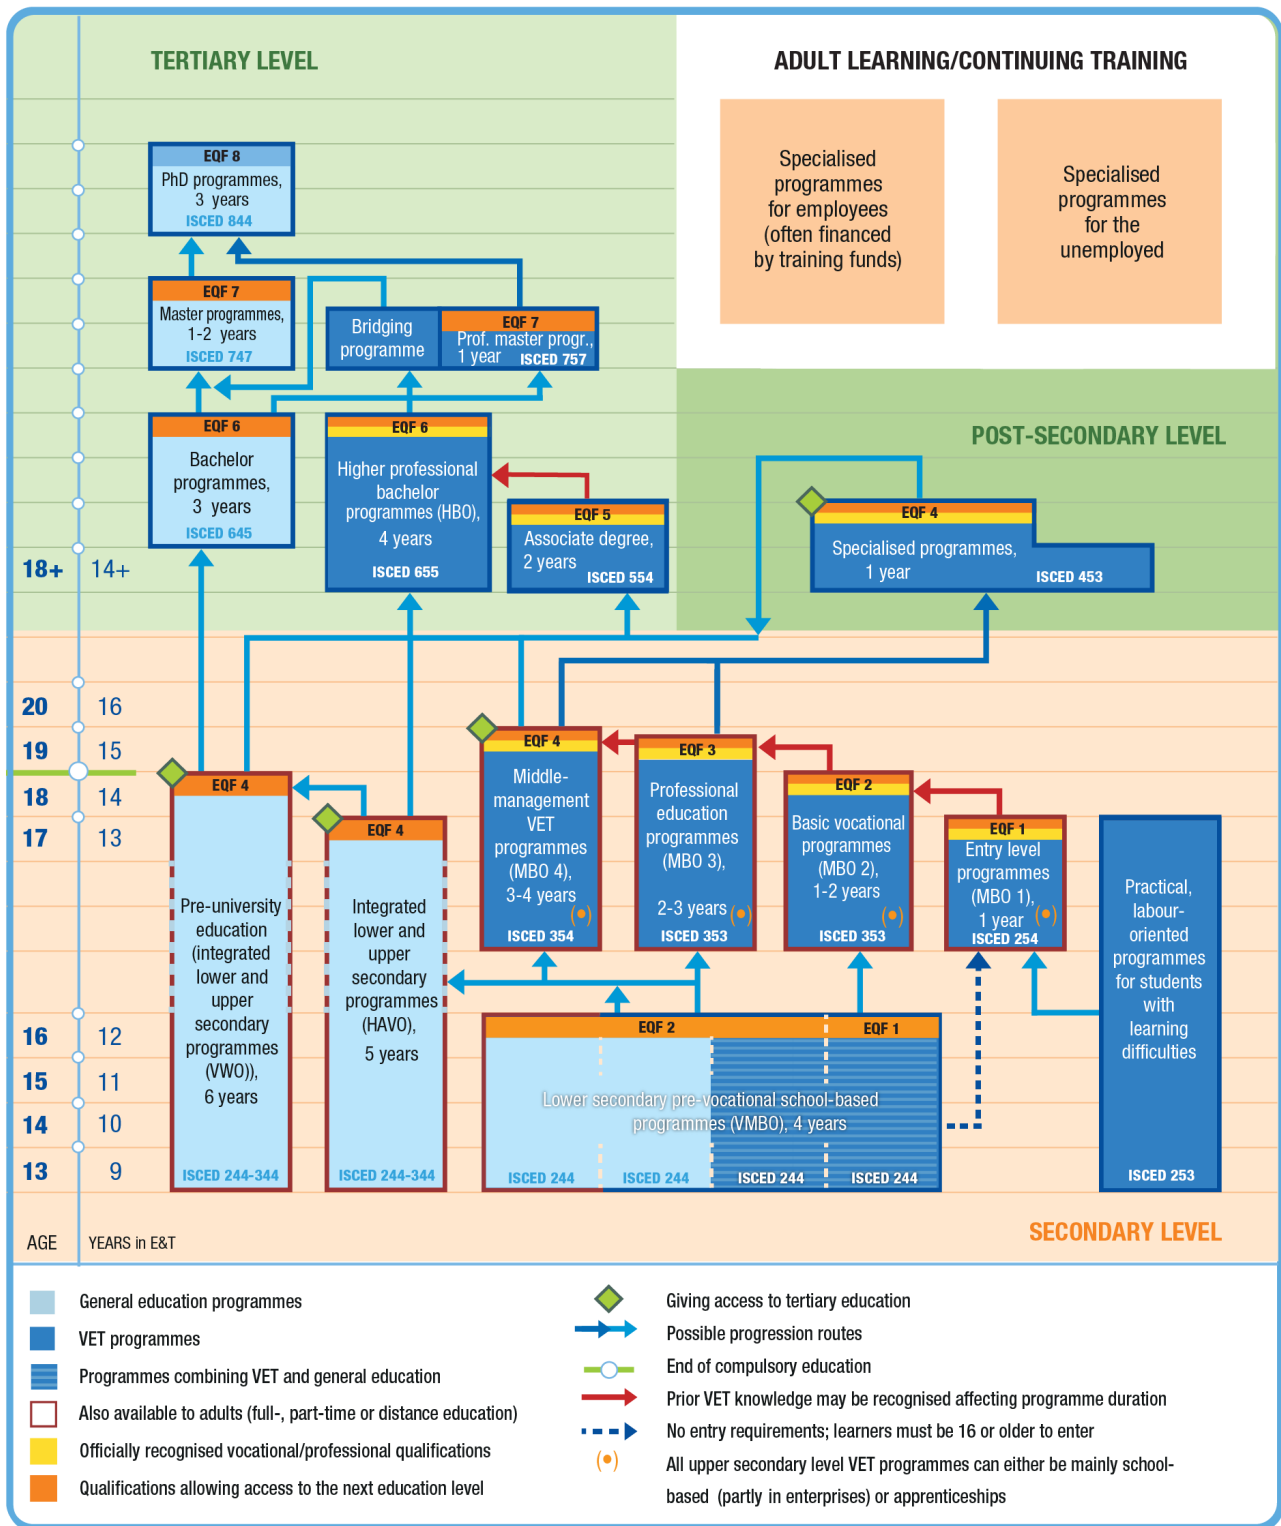 TERTIARY LEVEL
ADULT LEARNING/CONTINUING TRAINING
Specialised
programmes
for employees
(often financed
by training funds)
Specialised
programmes
for the
unemployed
EQF 8
PhD programmes,
3 years
ISCED 844
EQF 7
Master programmes,
1-2 years
ISCED 747
Bridging
programme
EQF 7
Prof. master progr.,
1 year ISCED 757
POST-SECONDARY LEVEL
EQF 6
Bachelor
programmes,
3 years
ISCED 645
EQF 6
Higher professional
bachelor
programmes (HBO),
4 years
ISCED 655
EQF 5
Associate degree,
2 years
ISCED 554
EQF 4
Specialised programmes,
1 year
ISCED 453
18+ 14+
20 16
19 15
18 14
17 13
16 12
15 11
14 10
13 9
AGE YEARS in E&T
EQF 4
Pre-university
education
(integrated
lower and
upper
secondary
programmes
(VWO)),
6 years
ISCED 244-344
EQF 4
Integrated
lower and
upper
secondary
programmes
(HAVO),
5 years
ISCED 244-344
EQF 4
Middle-
management
VET
programmes
(MBO 4),
3-4 years
(•)
ISCED 354
EQF 3
Professional
education
programmes
(MBO 3),
2-3 years (•)
ISCED 353
EQF 2
Basic vocational
programmes
(MBO 2),
1-2 years
(•)
ISCED 353
EQF 1
Entry level
programmes
(MBO 1),
1 year (•)
ISCED 254
Practical,
labour-
oriented
programmes
for students
with
learning
difficulties
ISCED 253
EQF 2 EQF 1
Lower secondary pre-vocational school-based
programmes (VMBO), 4 years
ISCED 244 ISCED 244 ISCED 244 ISCED 244
SECONDARY LEVEL
General education programmes
VET programmes
Programmes combining VET and general education
Also available to adults (full-, part-time or distance education)
Officially recognised vocational/professional qualifications
Qualifications allowing access to the next education level
Giving access to tertiary education
Possible progression routes
End of compulsory education
Prior VET knowledge may be recognised affecting programme duration
No entry requirements; learners must be 16 or older to enter
(•) All upper secondary level VET programmes can either be mainly school-
based (partly in enterprises) or apprenticeships